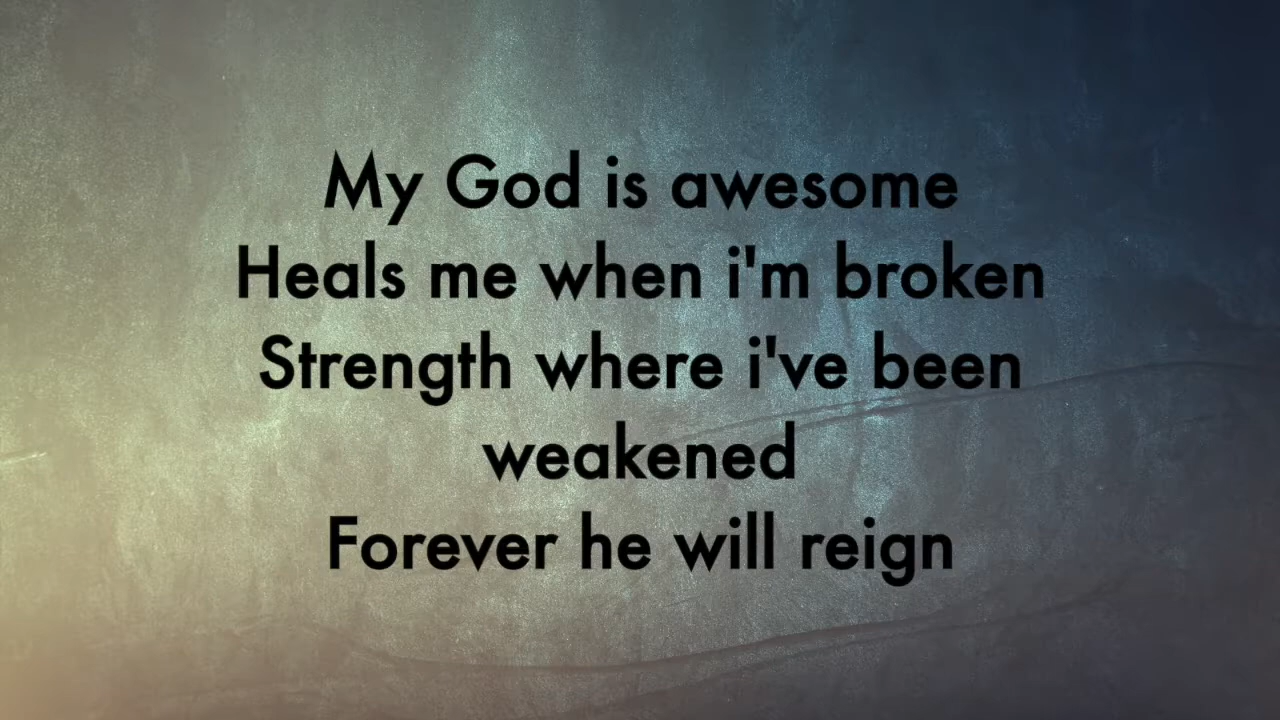 My God is awesome
Heals me when i'm broken
Strength where i've been
weakened
Forever he will reign